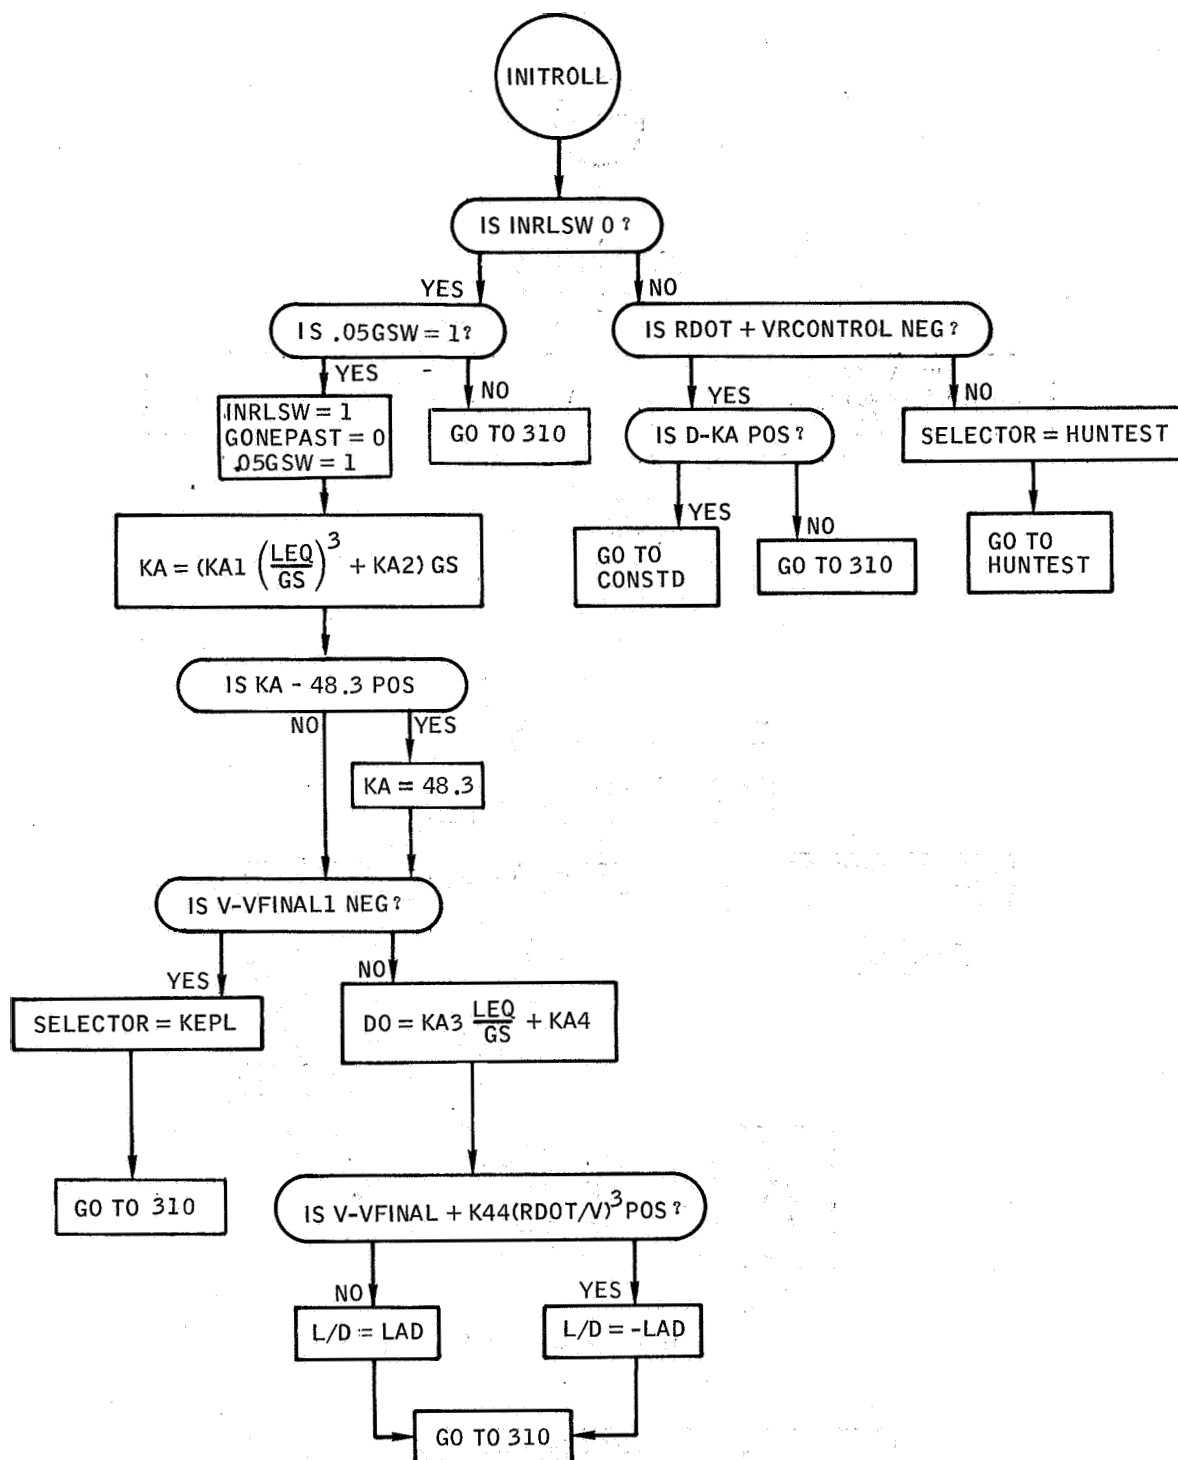 INITROLL
IS INRLSW 0 ?
YES
NO
IS .05GSW = 1?
IS RDOT + VRCONTROL NEG ?
YES
NO
YES
NO
INRLSW = 1
GONEPAST = 0
.05GSW = 1
GO TO 310
IS D-KA POS ?
SELECTOR = HUNTEST
YES
NO
GO TO
CONSTD
GO TO 310
GO TO
HUNTEST
KA = (KA1 (LEQ/GS)^3 + KA2) GS
IS KA - 48.3 POS
NO
YES
KA = 48.3
IS V-VFINAL1 NEG?
YES
NO
SELECTOR = KEPL
DO = KA3 LEQ/GS + KA4
GO TO 310
IS V-VFINAL + K44(RDOT/V)^3 POS ?
NO
YES
L/D = LAD
L/D = -LAD
GO TO 310